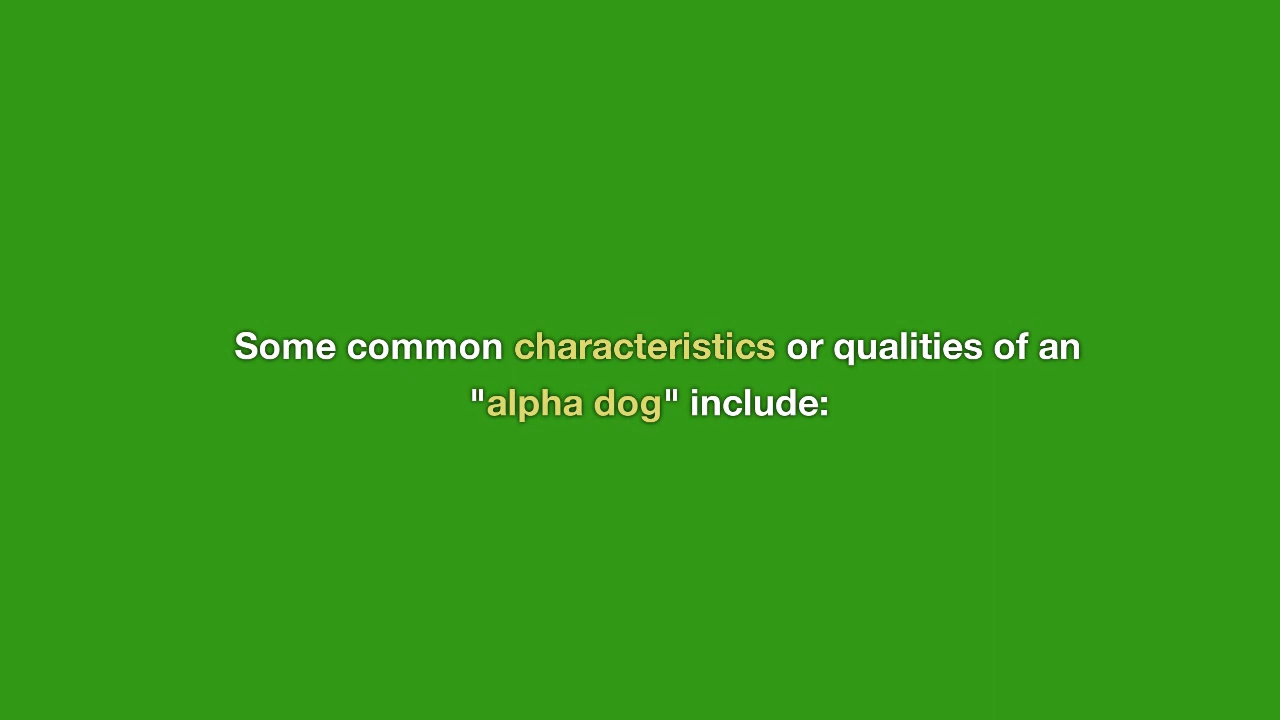 Some common characteristics or qualities of an
"alpha dog" include: